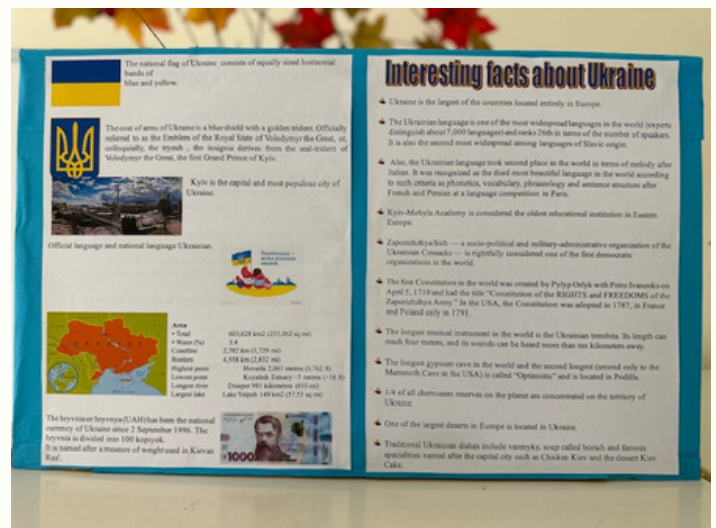 The national flag of Ukraine consists of equally sized horizontal
bands of
blue and yellow.
The coat of arms of Ukraine is a blue shield with a golden trident. Officially
referred to as the Emblem of the Royal State of Volodymyr the Great, or,
colloquially, the tryzub , the insignia derives from the seal-trident of
Volodymyr the Great, the first Grand Prince of Kyiv.
Kyiv is the capital and most populous city of
Ukraine.
Official language and national language Ukrainian.
Area
• Total 603,628 km2 (233,062 sq mi)
• Water (%)
Coastline 2,782 km (1,729 mi)
Borders
Highest point Hoverla 2,061 metres (6,762 ft)
Lowest point Kuyalnik Estuary −5 metres (−16 ft)
Longest river Dnieper 981 kilometres (610 mi)
Largest lake Lake Yalpuh 149 km2 (57.53 sq mi)
The hryvnia or hryvnya (UAH) has been the national
currency of Ukraine since 2 September 1996. The
hryvnia is divided into 100 kopiyok.
It is named after a measure of weight used in Kievan
Rus'.
1000
Interesting facts about Ukraine
Ukraine is the largest of the countries located entirely in Europe.
The Ukrainian language is one of the most widespread languages in the world (experts
distinguish about 7,000 languages) and ranks 26th in terms of the number of speakers.
It is also the second most widespread among languages of Slavic origin.
Also, the Ukrainian language took second place in the world in terms of melody after
Italian. It was recognized as the third most beautiful language in the world according
to such criteria as phonetics, vocabulary, phraseology and sentence structure after
French and Persian at a language competition in Paris.
Kyiv-Mohyla Academy is considered the oldest educational institution in Eastern
Europe.
Zaporizhzhya Sich — a socio-political and military-administrative organization of the
Ukrainian Cossacks — is rightfully considered one of the first democratic
organizations in the world.
The first Constitution in the world was created by Pylyp Orlyk with Petro Ivanenko on
April 5, 1710 and had the title "Constitution of the RIGHTS and FREEDOMS of the
Zaporizhzhya Army." In the USA, the Constitution was adopted in 1787, in France
and Poland only in 1791.
The longest musical instrument in the world is the Ukrainian trembita. Its length can
reach four meters, and its sounds can be heard more than ten kilometers away.
The longest gypsum cave in the world and the second longest (second only to the
Mammoth Cave in the USA) is called "Optimistic" and is located in Podilla.
1/4 of all chornozem reserves on the planet are concentrated on the territory of
Ukraine.
One of the largest deserts in Europe is located in Ukraine.
Traditional Ukrainian dishes include varenyky, soup called borsch and famous
specialities named after the capital city such as Chicken Kiev and the dessert Kiev
Cake.